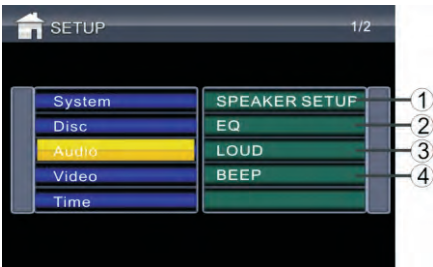 SETUP
1/2
System
Disc
Audio
Video
Time
SPEAKER SETUP
EQ
LOUD
BEEP
1
2
3
4